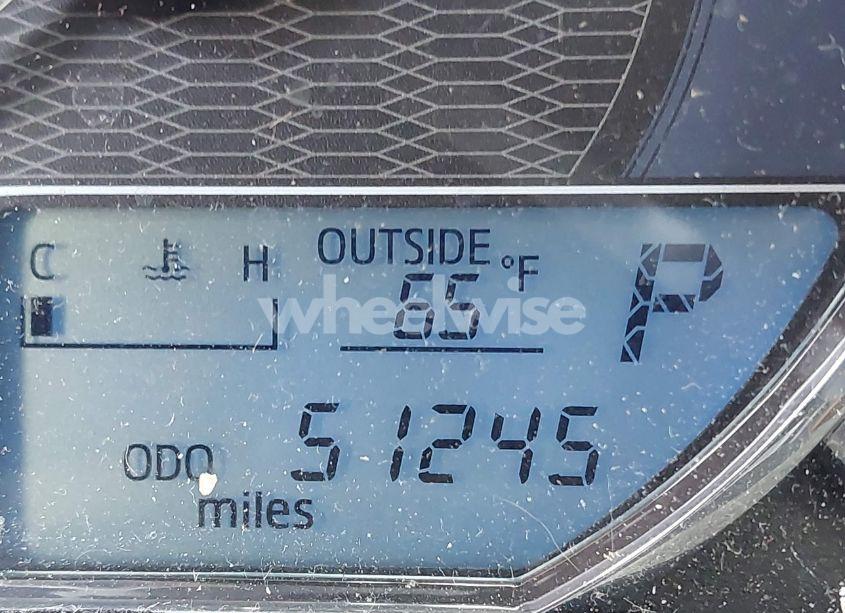 C H OUTSIDE
65 °F P
wheelwise
ODO 51245
miles